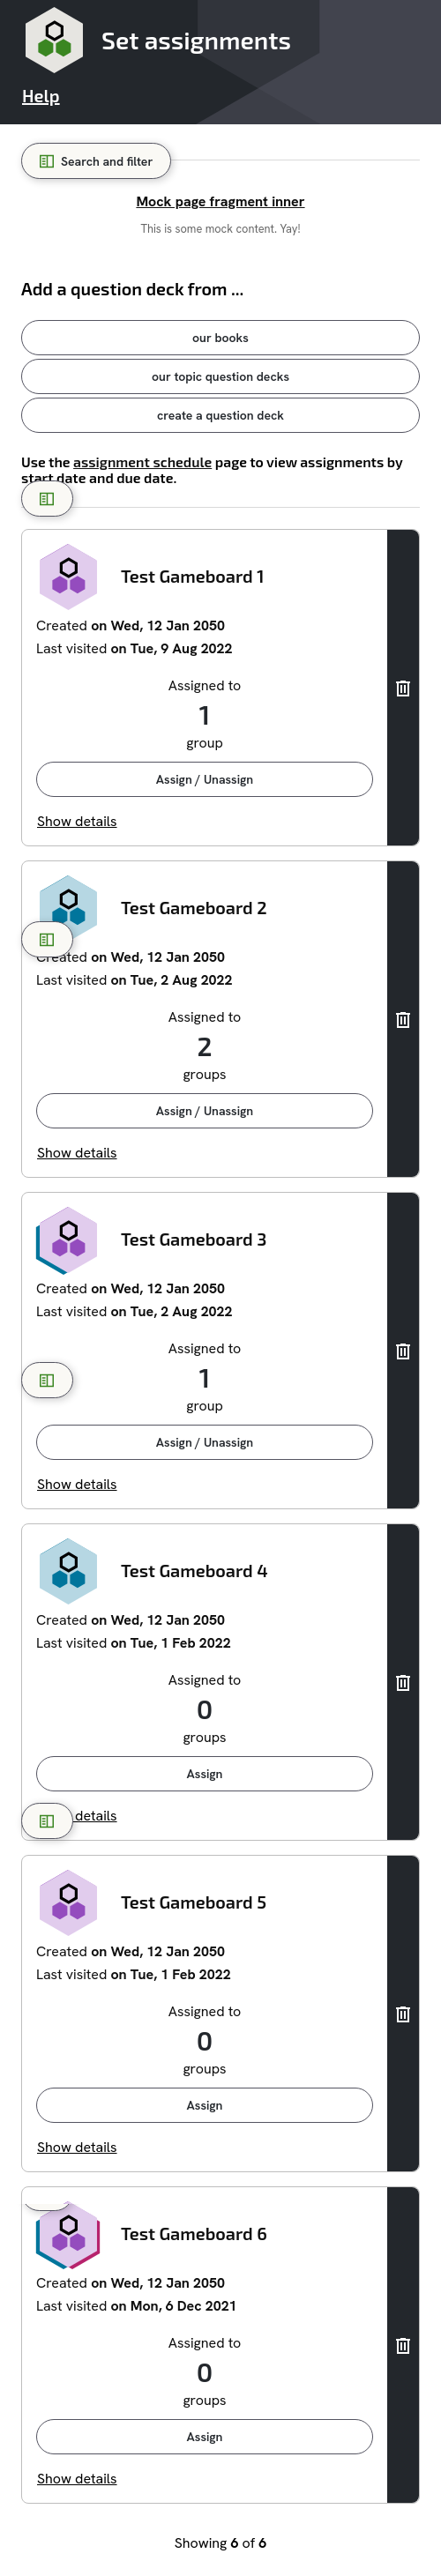 Set assignments
Help
Search and filter
Mock page fragment inner
This is some mock content. Yay!
Add a question deck from ...
our books
our topic question decks
create a question deck
Use the assignment schedule page to view assignments by
start date and due date.
Test Gameboard 1
Created on Wed, 12 Jan 2050
Last visited on Tue, 9 Aug 2022
Assigned to
1
group
Assign / Unassign
Show details
Test Gameboard 2
Created on Wed, 12 Jan 2050
Last visited on Tue, 2 Aug 2022
Assigned to
2
groups
Assign / Unassign
Show details
Test Gameboard 3
Created on Wed, 12 Jan 2050
Last visited on Tue, 2 Aug 2022
Assigned to
1
group
Assign / Unassign
Show details
Test Gameboard 4
Created on Wed, 12 Jan 2050
Last visited on Tue, 1 Feb 2022
Assigned to
0
groups
Assign
details
Test Gameboard 5
Created on Wed, 12 Jan 2050
Last visited on Tue, 1 Feb 2022
Assigned to
0
groups
Assign
Show details
Test Gameboard 6
Created on Wed, 12 Jan 2050
Last visited on Mon, 6 Dec 2021
Assigned to
0
groups
Assign
Show details
Showing 6 of 6